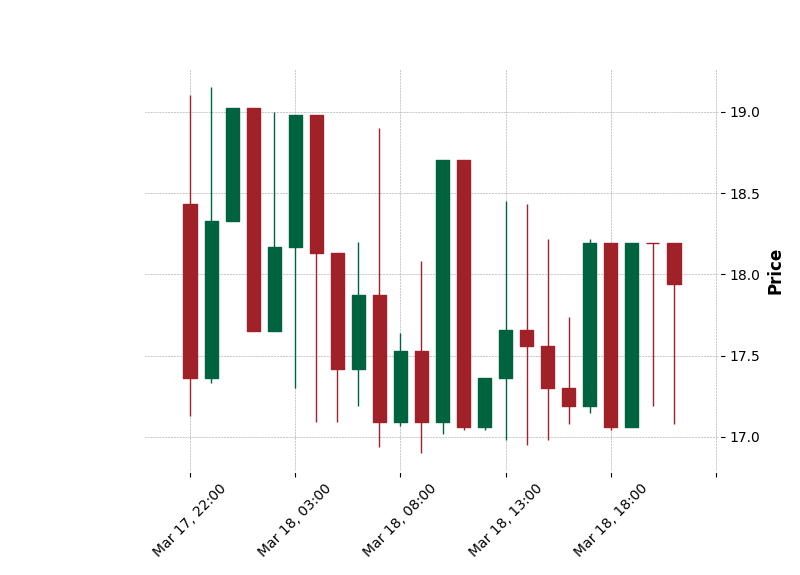 19.0
18.5
18.0
17.5
17.0
Price
Mar 17, 22:00
Mar 18, 03:00
Mar 18, 08:00
Mar 18, 13:00
Mar 18, 18:00